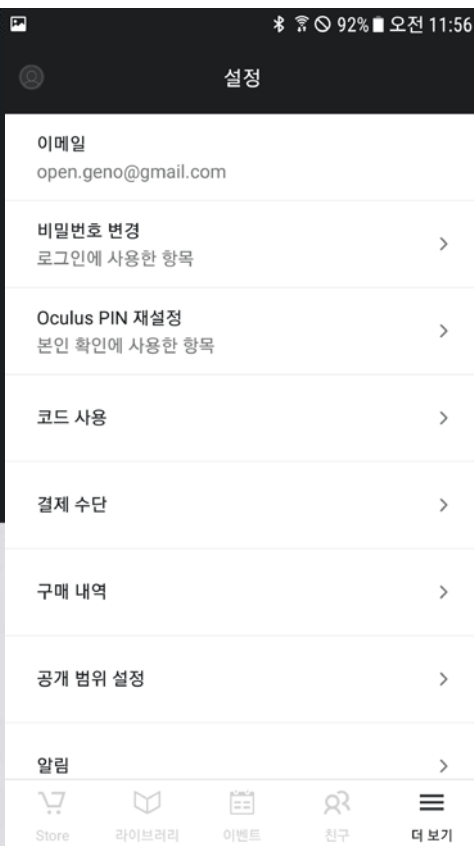 92% 오전 11:56
설정
이메일
open.geno@gmail.com
비밀번호 변경
로그인에 사용한 항목
Oculus PIN 재설정
본인 확인에 사용한 항목
코드 사용
결제 수단
구매 내역
공개 범위 설정
알림
Store 라이브러리 이벤트 친구 더 보기